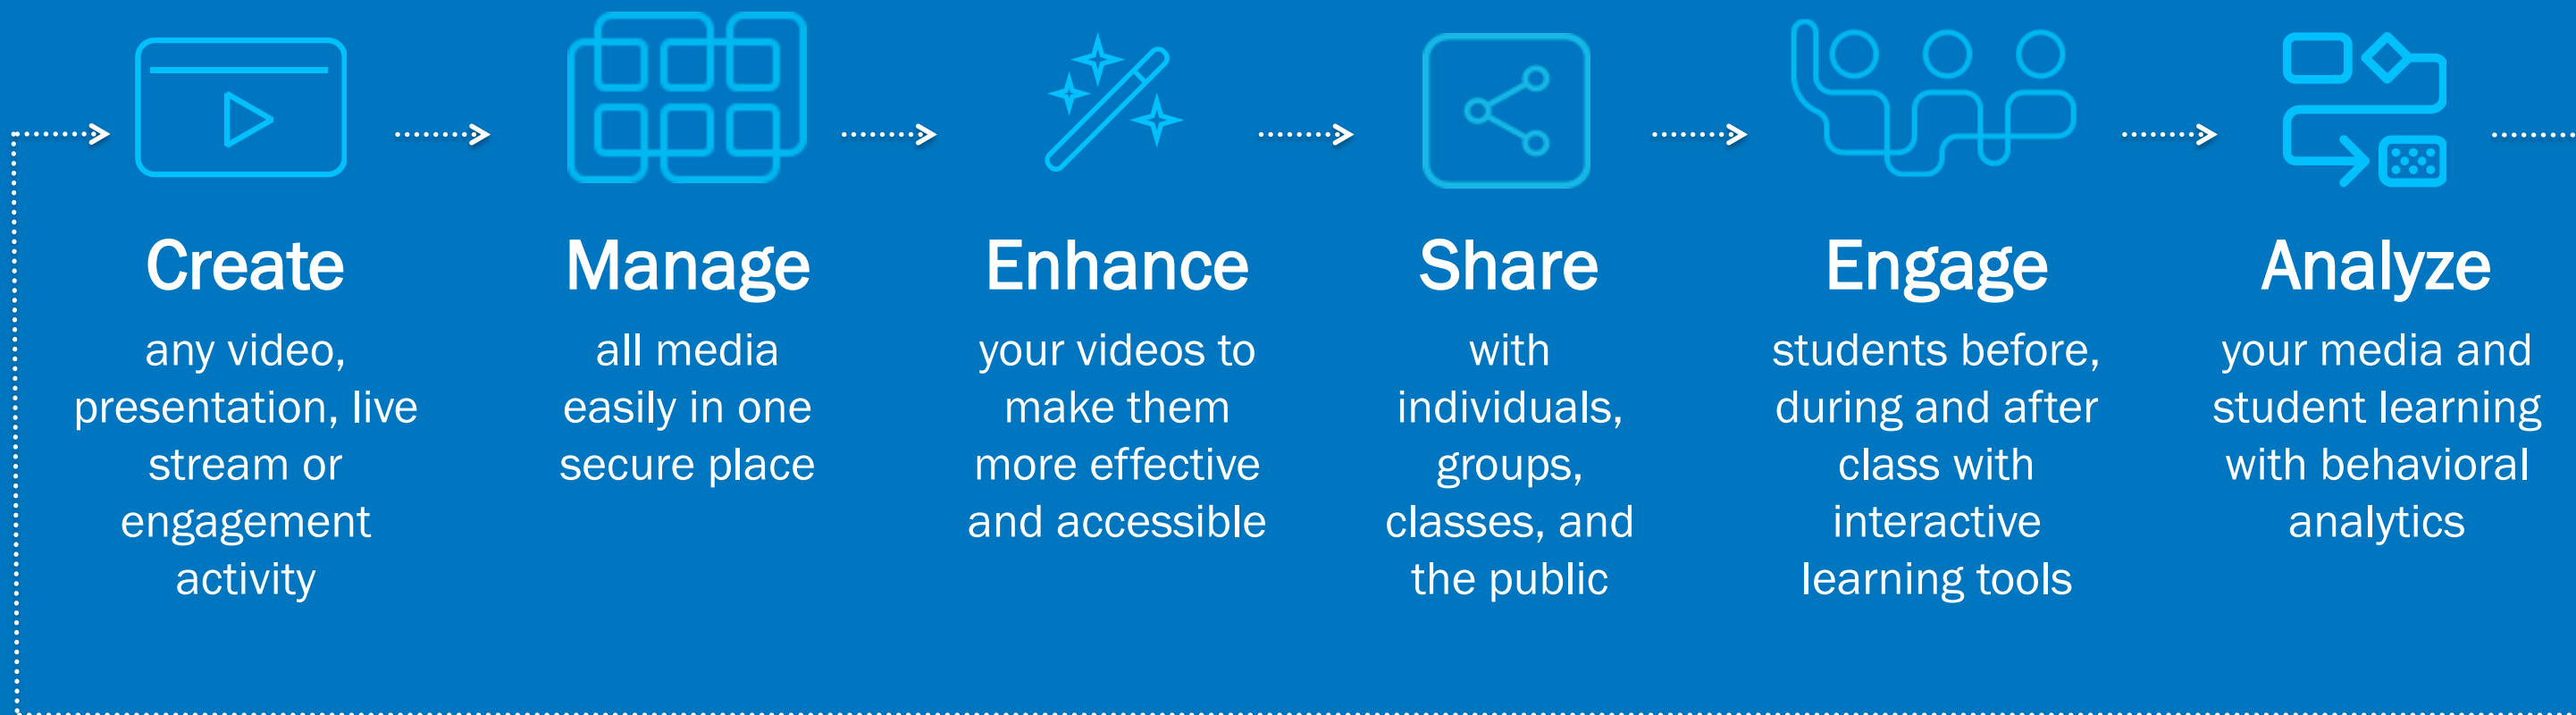 Create
any video,
presentation, live
stream or
engagement
activity
Manage
all media
easily in one
secure place
Enhance
your videos to
make them
more effective
and accessible
Share
with
individuals,
groups,
classes, and
the public
Engage
students before,
during and after
class with
interactive
learning tools
Analyze
your media and
student learning
with behavioral
analytics